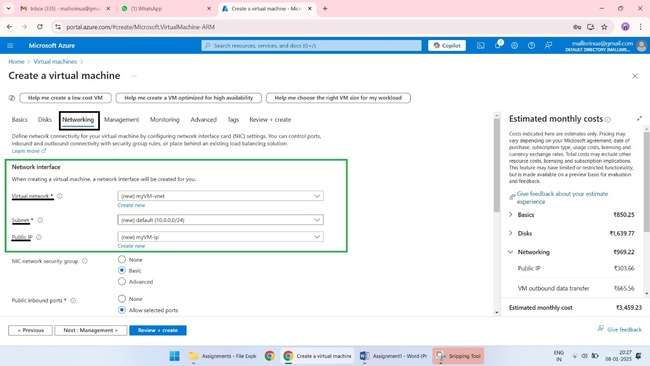 Inbox (335) - mallisrinua@gmai
WhatsApp
Create a virtual machine - Micro
portal.azure.com/#create/Microsoft.VirtualMachine-ARM
Microsoft Azure
Search resources, services, and docs (G+/)
Copilot
mallisrinua@gmail.com
DEFAULT DIRECTORY (MALLISRIN...
Home > Virtual machines >
Create a virtual machine ...
Help me create a low cost VM
Help me create a VM optimized for high availability
Help me choose the right VM size for my workload
Basics Disks Networking Management Monitoring Advanced Tags Review + create
Define network connectivity for your virtual machine by configuring network interface card (NIC) settings. You can control ports,
inbound and outbound connectivity with security group rules, or place behind an existing load balancing solution.
Learn more
Network interface
When creating a virtual machine, a network interface will be created for you.
Virtual network *
(new) myVM-vnet
Create new
Subnet *
(new) default (10.0.0.0/24)
Public IP
(new) myVM-ip
Create new
NIC network security group
None
Basic
Advanced
Public inbound ports *
None
Allow selected ports
Estimated monthly costs
Costs indicated here are estimates only. Pricing may
vary depending on your Microsoft agreement, date of
purchase, subscription type, usage costs, licensing and
currency exchange rates. Total costs may include other
resource costs, licensing and subscription implications.
This feature may have limited or restricted functionality,
but is made available on a preview basis for evaluation
and feedback.
Give feedback about your estimate
experience
Basics ₹850.25
Disks ₹1,639.77
Networking ₹969.22
Public IP ₹303.66
VM outbound data transfer ₹665.56
Estimated monthly cost ₹3,459.23
< Previous
Next : Management >
Review + create
Give feedback
Assignments - File Expl
Create a virtual machine
Assignment1 - Word (Pr
Snipping Tool
ENG
IN
20:27
08-01-2025